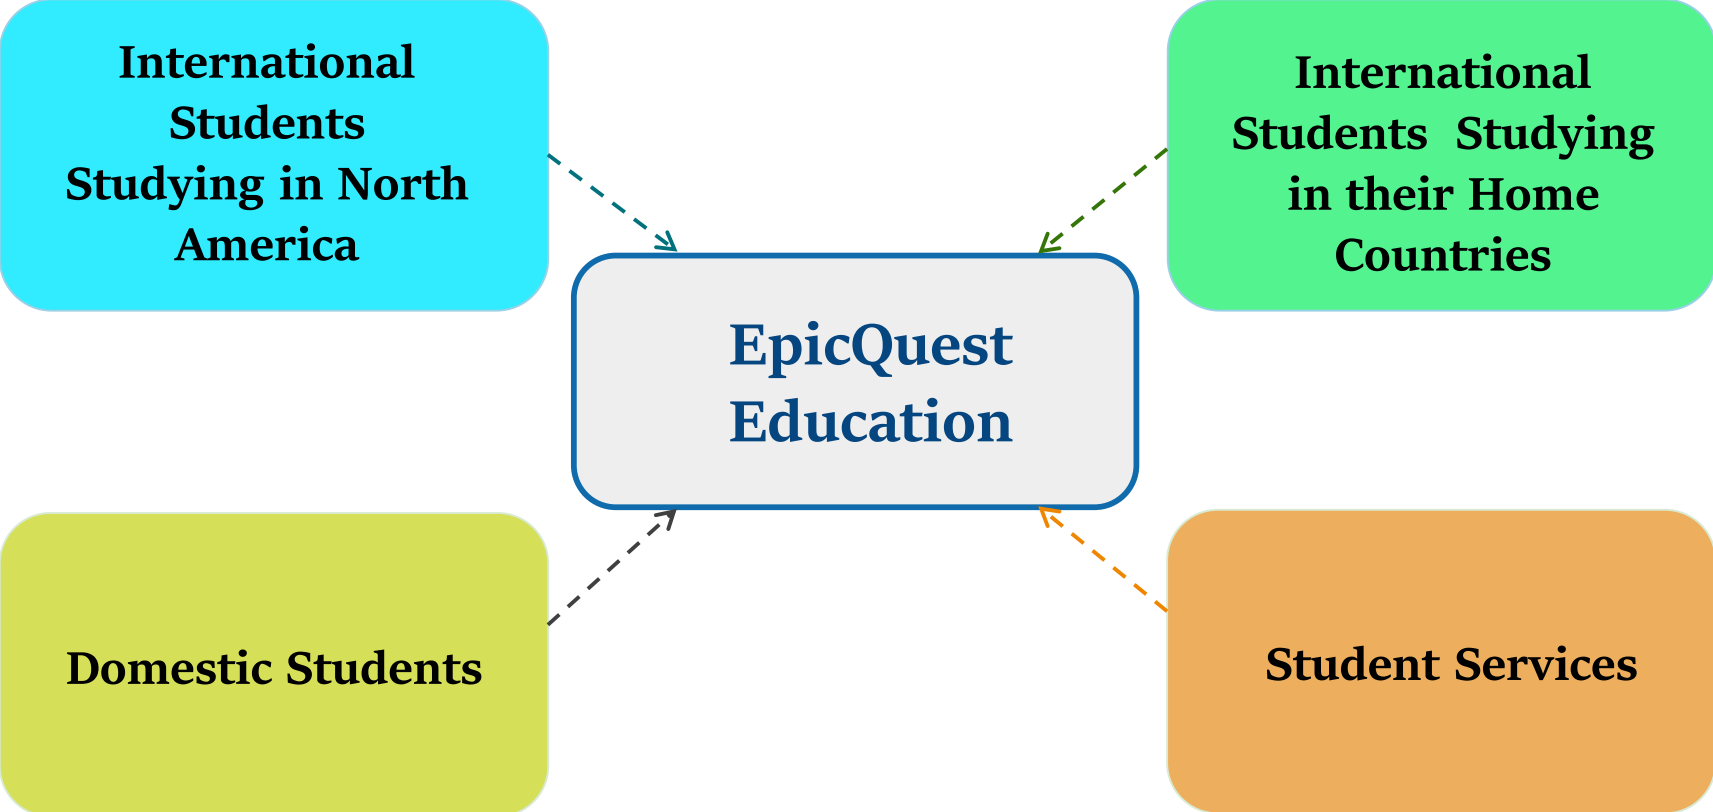 International
Students
Studying in North
America
International
Students  Studying
in their Home
Countries
EpicQuest
Education
Domestic Students
Student Services